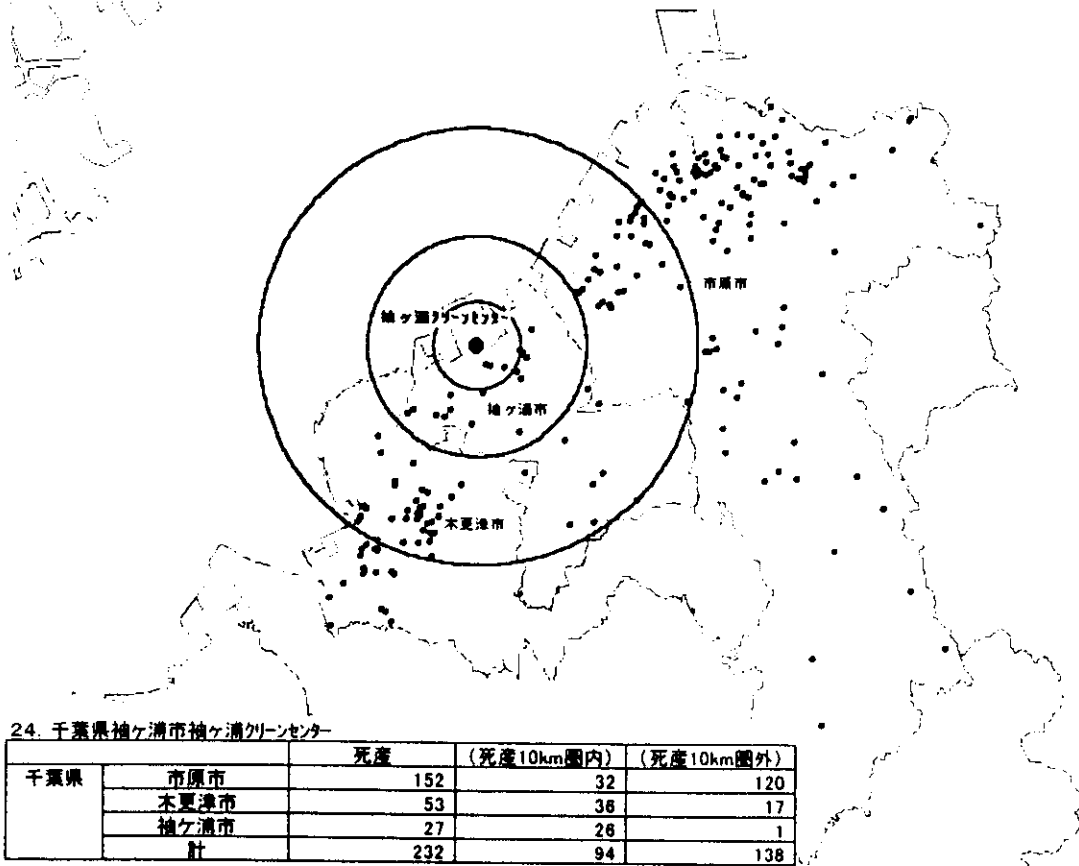 市原市
袖ヶ浦クリーンセンター
袖ヶ浦市
木更津市
24. 千葉県袖ヶ浦市袖ヶ浦クリーンセンター
死産 (死産10km圏内) (死産10km圏外)
千葉県 市原市 152 32 120
木更津市 53 36 17
袖ケ浦市 27 26 1
計 232 94 138